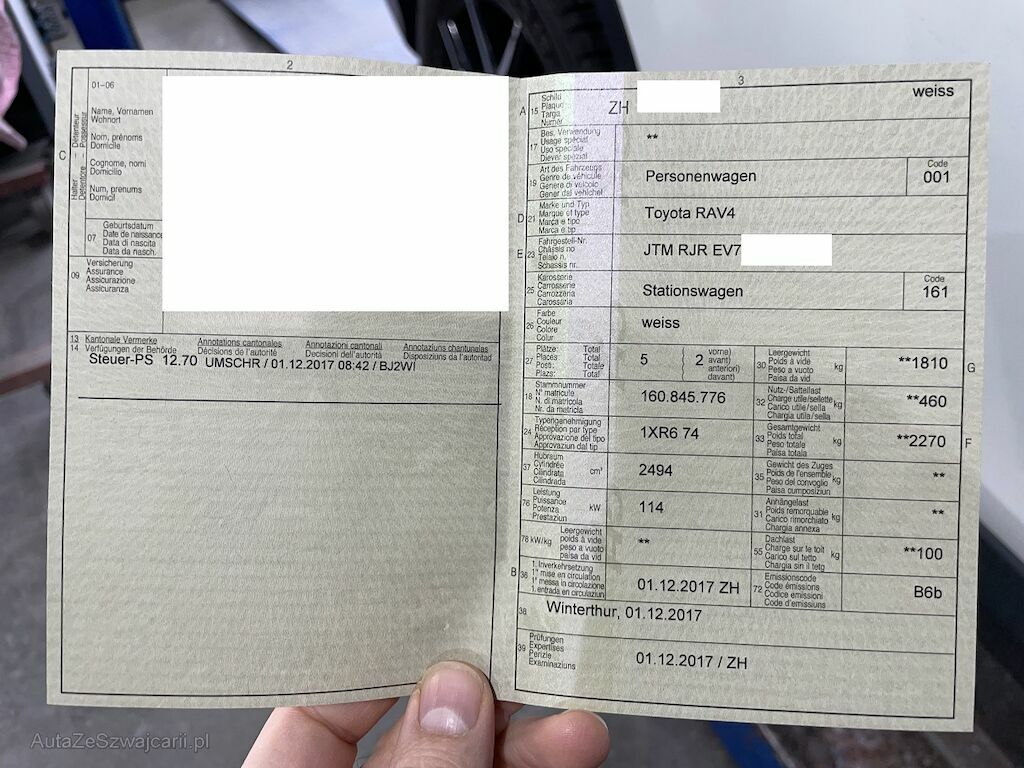 2
01–06
Name, Vornamen
Wohnort
Nom, prénoms
Domicile
Cognome, nomi
Domicilio
Num, prenums
Domicil
C
Halter – Détenteur
Detentore – Possessur
07
Geburtsdatum
Date de naissance
Data di nascita
Data da nasch.
09
Versicherung
Assurance
Assicurazione
Assicuranza
13 Kantonale Vermerke Annotations cantonales Annotazioni cantonali Annotaziuns chantunalas
14 Verfügungen der Behörde Décisions de l'autorité Decisioni dell'autorità Disposiziuns da l'autoritad
Steuer-PS 12.70 UMSCHR / 01.12.2017 08:42 / BJ2WI
3
A 15
Schild
Plaque
Targa
Numer
ZH
weiss
17
Bes. Verwendung
Usage spécial
Uso speciale
Diever spezial
**
19
Art des Fahrzeugs
Genre de véhicule
Genere di veicolo
Gener dal vehichel
Personenwagen
Code
001
D 21
Marke und Typ
Marque et type
Marca e tipo
Marca e tip
Toyota RAV4
E 23
Fahrgestell-Nr.
Châssis no
Telaio n.
Schassis nr.
JTM RJR EV7
25
Karosserie
Carrosserie
Carrozzeria
Carossaria
Stationswagen
Code
161
26
Farbe
Couleur
Colore
Colur
weiss
27
Plätze: Total
Places: Total
Posti: Totale
Plazs: Total
5 ( 2 vorne)
avant)
anteriori)
davant)
30
Leergewicht
Poids à vide
Peso a vuoto
Paisa da vid
kg
**1810
G
18
Stammnummer
N° matricule
N. di matricola
Nr. da matricla
160.845.776
32
Nutz-/Sattellast
Charge utile/sellette
Carico utile/sella
Chargia utila/sella
kg
**460
24
Typengenehmigung
Réception par type
Approvazione del tipo
Approvaziun dal tip
1XR6 74
33
Gesamtgewicht
Poids total
Peso totale
Paisa totala
kg
**2270
F
37
Hubraum
Cylindrée
Cilindrata
Cilindrada
cm³
2494
35
Gewicht des Zuges
Poids de l'ensemble
Peso del convoglio
Paisa cumposiziun
kg
**
76
Leistung
Puissance
Potenza
Prestaziun
kW
114
31
Anhängelast
Poids remorquable
Carico rimorchiato
Chargia annexa
kg
**
78 kW/kg
Leergewicht
poids à vide
peso a vuoto
paisa da vid
**
55
Dachlast
Charge sur le toit
Carico sul tetto
Chargia sin il tetg
kg
**100
B 36
1. Inverkehrsetzung
1re mise en circulation
1a messa in circolazione
1. entrada en circulaziun
01.12.2017 ZH
72
Emissionscode
Code émissions
Codice emissioni
Code d'emissiuns
B6b
38
Winterthur, 01.12.2017
39
Prüfungen
Expertises
Perizie
Examinaziuns
01.12.2017 / ZH
AutaZeSzwajcarii.pl